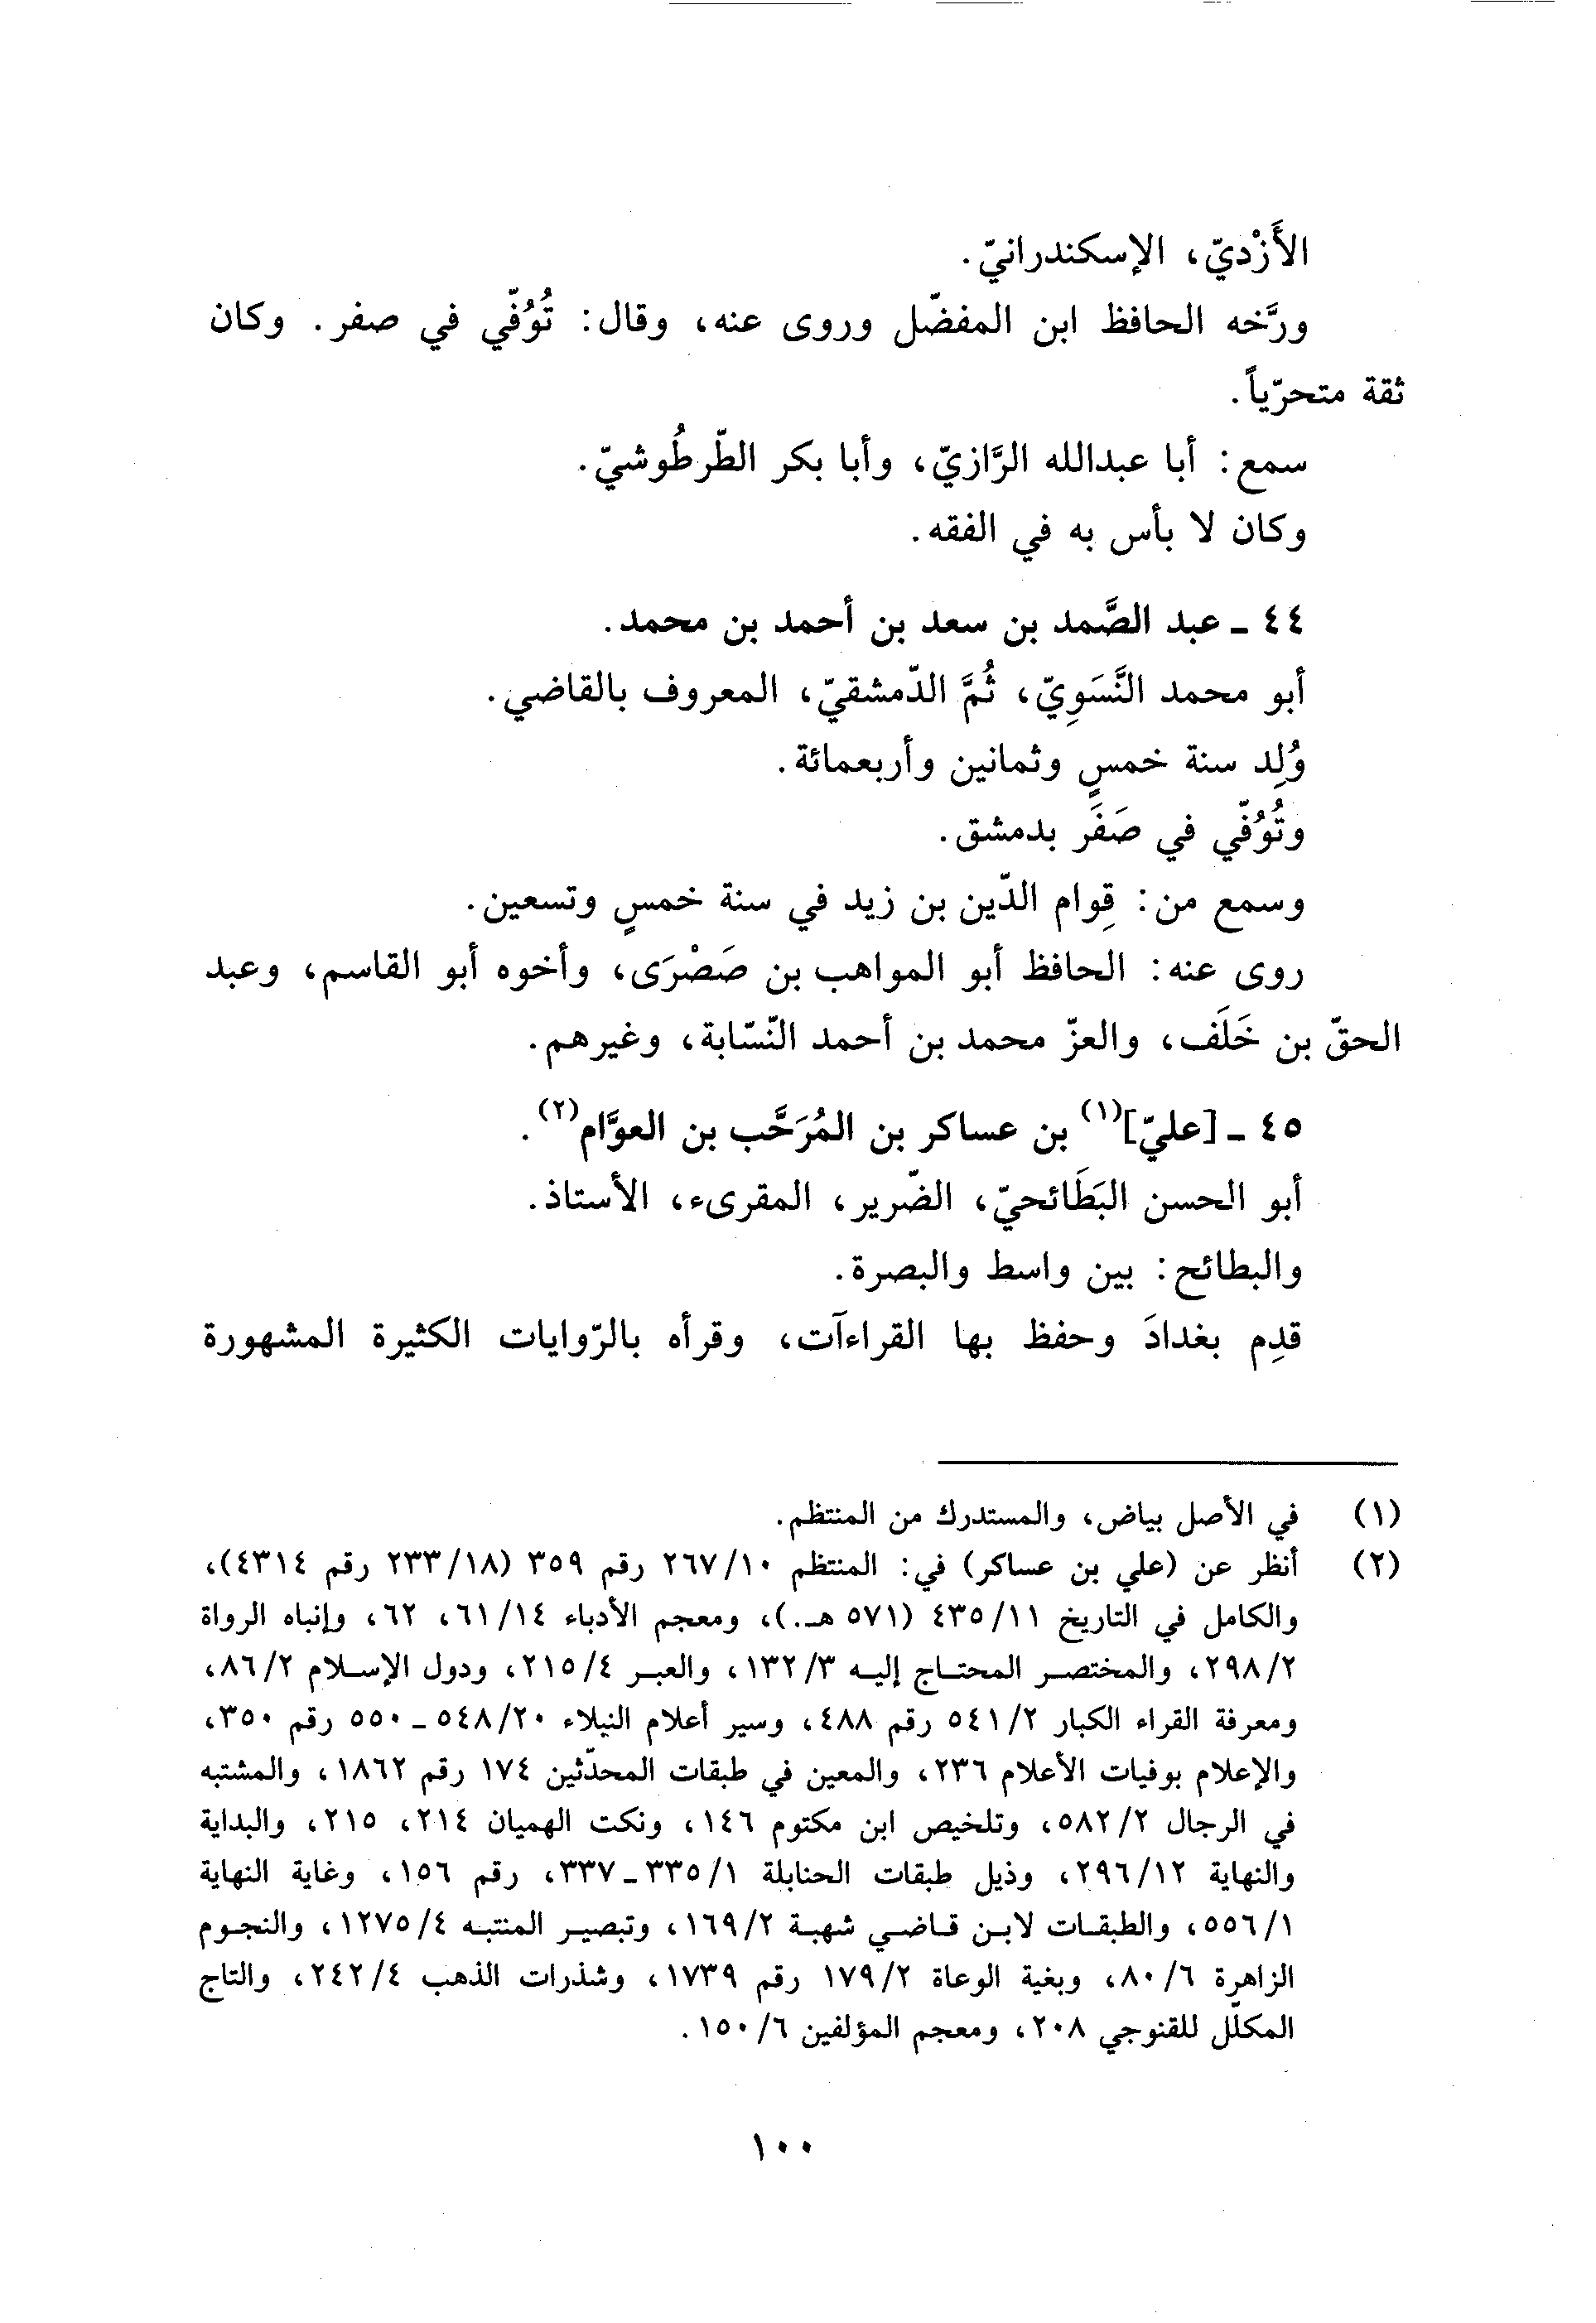 الأَزْديّ، الإسكندرانيّ.
ورَّخه الحافظ ابن المفضّل وروى عنه، وقال: تُوُفّي في صفر. وكان
ثقة متحرّياً.
سمع: أبا عبدالله الرَّازيّ، وأبا بكر الطّرطُوشيّ.
وكان لا بأس به في الفقه.
٤٤ ـ عبد الصَّمد بن سعد بن أحمد بن محمد.
أبو محمد النَّسَوِيّ، ثُمَّ الدّمشقيّ، المعروف بالقاضي.
وُلِد سنة خمسٍ وثمانين وأربعمائة.
وتُوُفّي في صَفَر بدمشق.
وسمع من: قِوام الدّين بن زيد في سنة خمسٍ وتسعين.
روى عنه: الحافظ أبو المواهب بن صَصْرَى، وأخوه أبو القاسم، وعبد
الحقّ بن خَلَف، والعزّ محمد بن أحمد النّسّابة، وغيرهم.
٤٥ ـ [عليّ](١) بن عساكر بن المُرَحَّب بن العوَّام(٢).
أبو الحسن البَطَائحيّ، الضّرير، المقرىء، الأستاذ.
والبطائح: بين واسط والبصرة.
قدِم بغدادَ وحفظ بها القراءآت، وقرأه بالرّوايات الكثيرة المشهورة
(١) في الأصل بياض، والمستدرك من المنتظم.
(٢) أنظر عن (علي بن عساكر) في: المنتظم ٢٦٧/١٠ رقم ٣٥٩ (٢٣٣/١٨ رقم ٤٣١٤)،
والكامل في التاريخ ٤٣٥/١١ (٥٧١ هـ.)، ومعجم الأدباء ٦١/١٤، ٦٢، وإنباه الرواة
٢٩٨/٢، والمختصر المحتاج إليه ١٣٢/٣، والعبر ٢١٥/٤، ودول الإسلام ٨٦/٢،
ومعرفة القراء الكبار ٥٤١/٢ رقم ٤٨٨، وسير أعلام النبلاء ٥٤٨/٢٠ ـ ٥٥٠ رقم ٣٥٠،
والإعلام بوفيات الأعلام ٢٣٦، والمعين في طبقات المحدّثين ١٧٤ رقم ١٨٦٢، والمشتبه
في الرجال ٥٨٢/٢، وتلخيص ابن مكتوم ١٤٦، ونكت الهميان ٢١٤، ٢١٥، والبداية
والنهاية ٢٩٦/١٢، وذيل طبقات الحنابلة ٣٣٥/١ ـ ٣٣٧، رقم ١٥٦، وغاية النهاية
٥٥٦/١، والطبقات لابن قاضي شهبة ١٦٩/٢، وتبصير المنتبه ١٢٧٥/٤، والنجوم
الزاهرة ٨٠/٦، وبغية الوعاة ١٧٩/٢ رقم ١٧٣٩، وشذرات الذهب ٢٤٢/٤، والتاج
المكلّل للقنوجي ٢٠٨، ومعجم المؤلفين ١٥٠/٦.
١٠٠